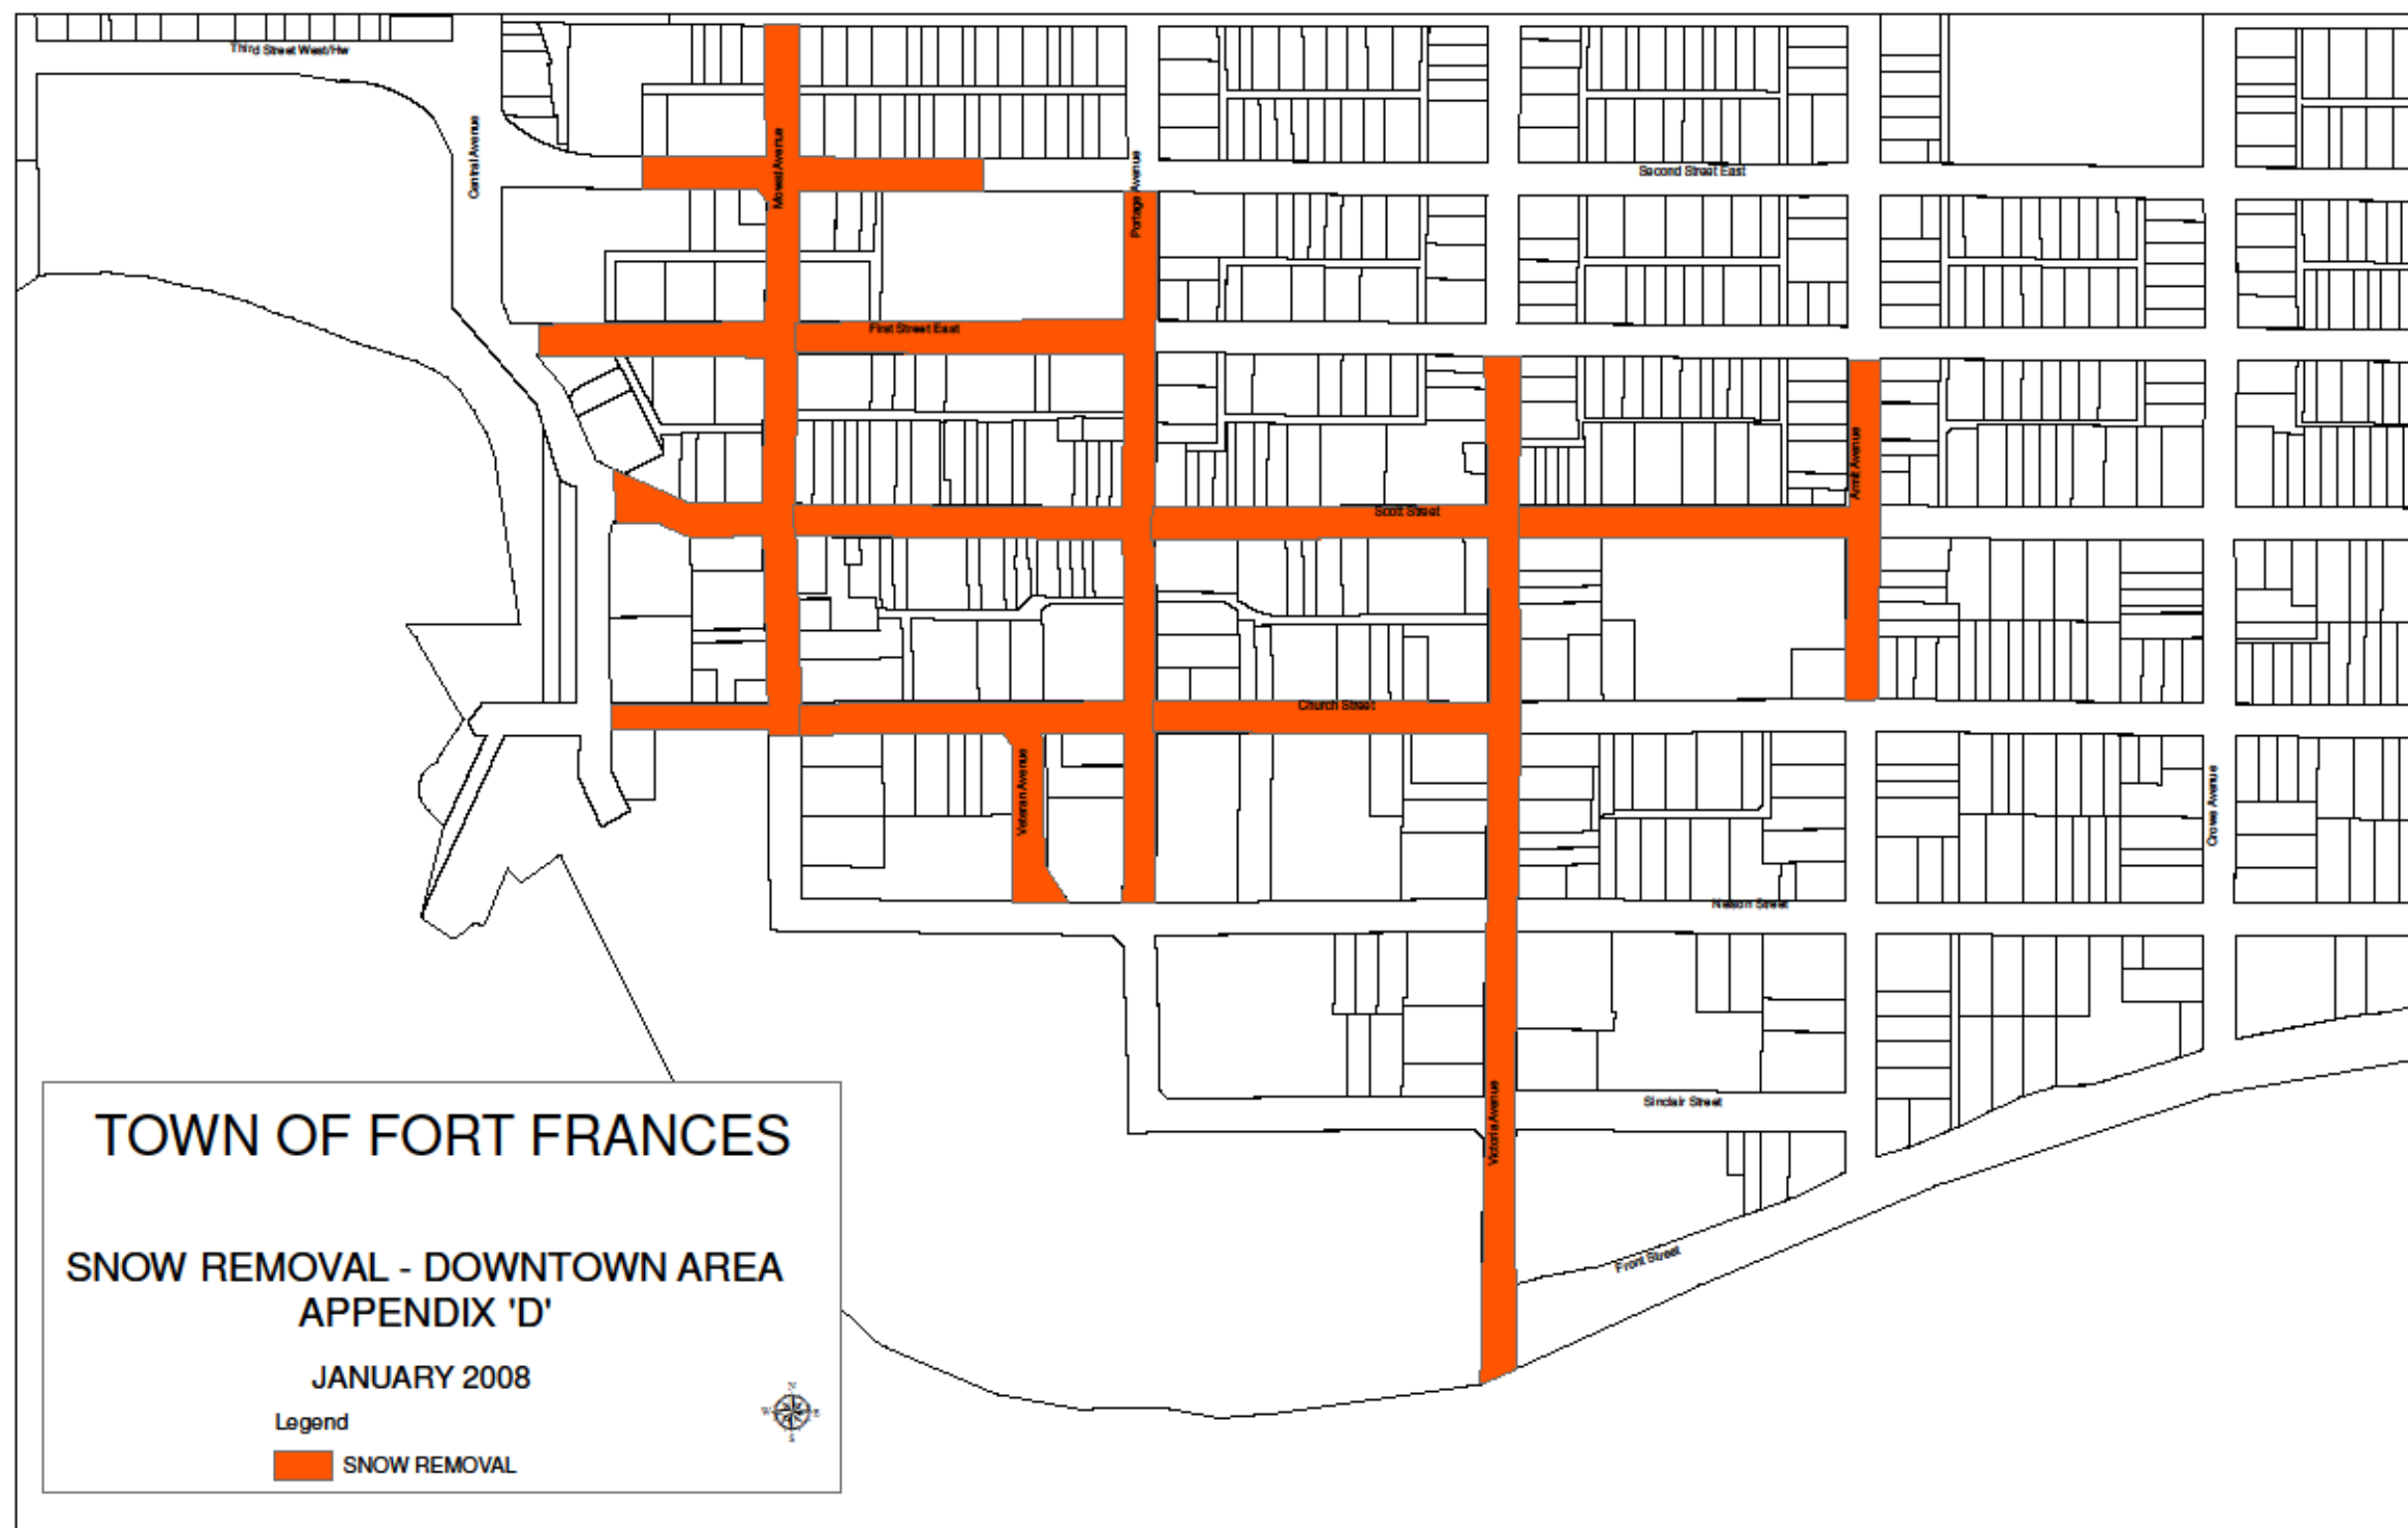 Third Street West/Hw
Central Avenue
Mowat Avenue
Portage Avenue
Second Street East
First Street East
Armit Avenue
Scott Street
Church Street
Veteran Avenue
Crowe Avenue
Nelson Street
Victoria Avenue
Sinclair Street
Front Street
TOWN OF FORT FRANCES
SNOW REMOVAL - DOWNTOWN AREA
APPENDIX 'D'
JANUARY 2008
Legend
SNOW REMOVAL
N
W
E
S